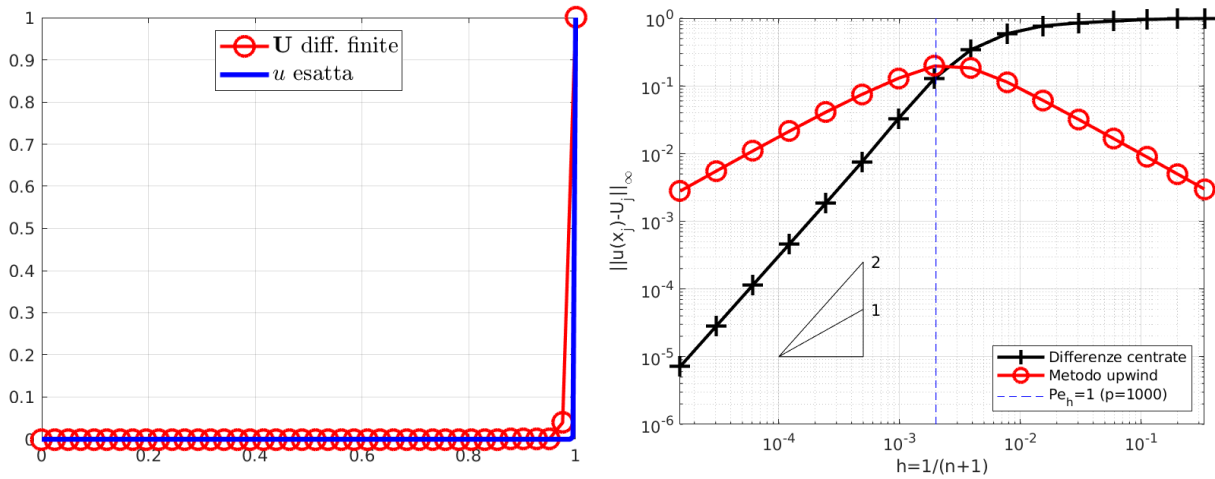 1
0.9
0.8
0.7
0.6
0.5
0.4
0.3
0.2
0.1
0
0 0.2 0.4 0.6 0.8 1
U diff. finite
u esatta
10^0
10^-1
10^-2
10^-3
10^-4
10^-5
10^-6
||u(x_j)-U_j||_∞
2
1
Differenze centrate
Metodo upwind
Pe_h=1 (p=1000)
10^-4 10^-3 10^-2 10^-1
h=1/(n+1)